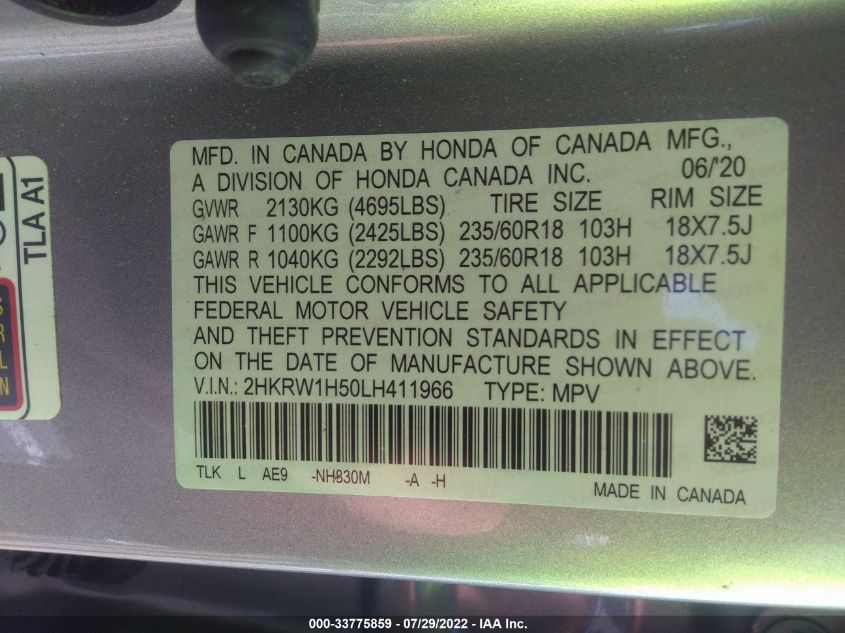 MFD. IN CANADA BY HONDA OF CANADA MFG.,
A DIVISION OF HONDA CANADA INC. 06/'20
GVWR 2130KG (4695LBS) TIRE SIZE RIM SIZE
GAWR F 1100KG (2425LBS) 235/60R18 103H 18X7.5J
GAWR R 1040KG (2292LBS) 235/60R18 103H 18X7.5J
THIS VEHICLE CONFORMS TO ALL APPLICABLE
FEDERAL MOTOR VEHICLE SAFETY
AND THEFT PREVENTION STANDARDS IN EFFECT
ON THE DATE OF MANUFACTURE SHOWN ABOVE.
V.I.N.: 2HKRW1H50LH411966 TYPE: MPV
TLK L AE9 -NH830M -A -H
MADE IN CANADA
TLA A1
000-33775859 / 07/29/2022 - IAA Inc.